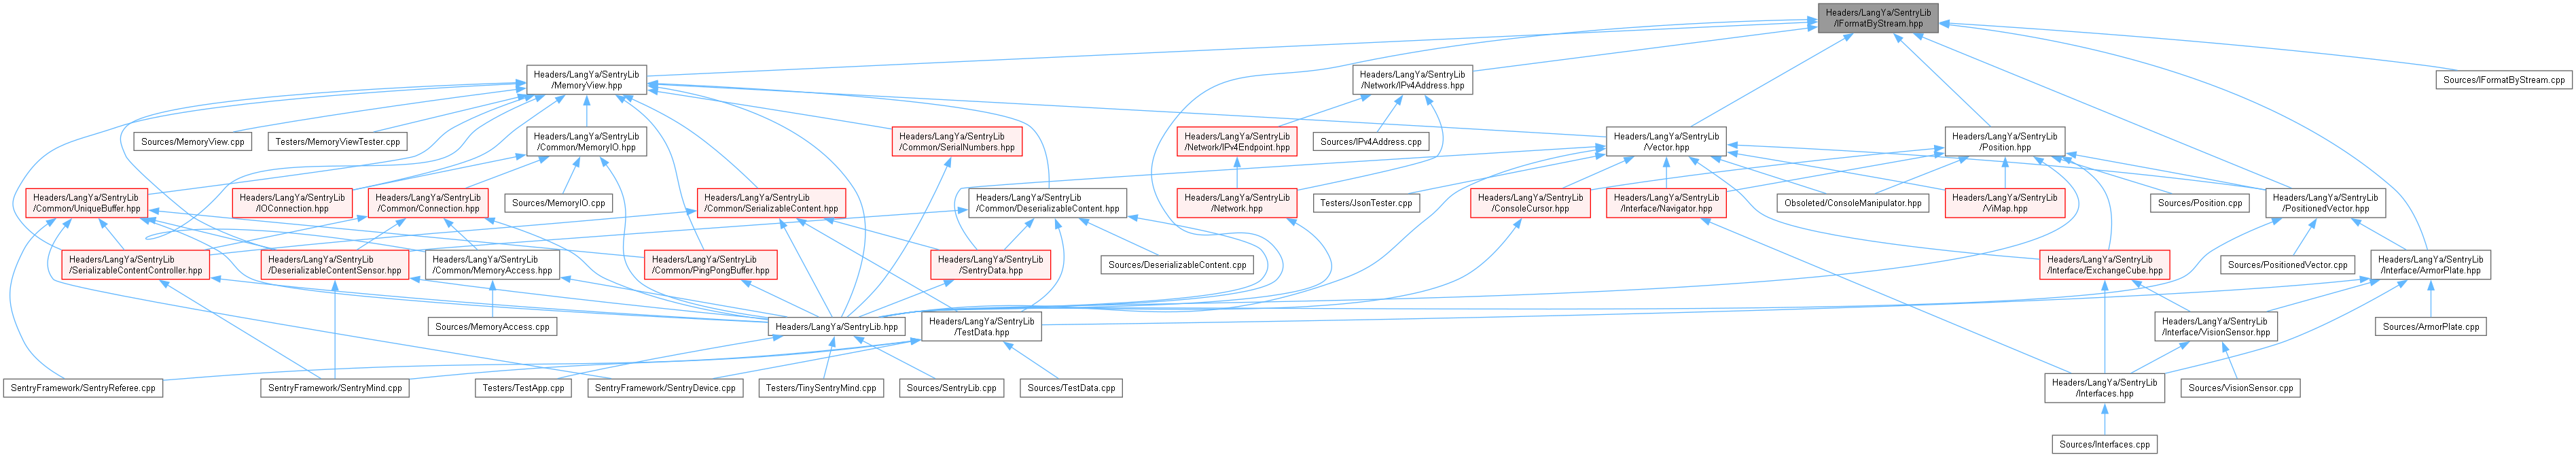 Headers/LangYa/SentryLib
/IFormatByStream.hpp
Headers/LangYa/SentryLib
/MemoryView.hpp
Headers/LangYa/SentryLib
/Network/IPv4Address.hpp
Sources/IFormatByStream.cpp
Sources/MemoryView.cpp
Testers/MemoryViewTester.cpp
Headers/LangYa/SentryLib
/Common/MemoryIO.hpp
Headers/LangYa/SentryLib
/Common/SerialNumbers.hpp
Headers/LangYa/SentryLib
/Network/IPv4Endpoint.hpp
Sources/IPv4Address.cpp
Headers/LangYa/SentryLib
/Vector.hpp
Headers/LangYa/SentryLib
/Position.hpp
Headers/LangYa/SentryLib
/Common/UniqueBuffer.hpp
Headers/LangYa/SentryLib
/IOConnection.hpp
Headers/LangYa/SentryLib
/Common/Connection.hpp
Sources/MemoryIO.cpp
Headers/LangYa/SentryLib
/Common/SerializableContent.hpp
Headers/LangYa/SentryLib
/Common/DeserializableContent.hpp
Headers/LangYa/SentryLib
/Network.hpp
Testers/JsonTester.cpp
Headers/LangYa/SentryLib
/ConsoleCursor.hpp
Headers/LangYa/SentryLib
/Interface/Navigator.hpp
Obsoleted/ConsoleManipulator.hpp
Headers/LangYa/SentryLib
/ViMap.hpp
Sources/Position.cpp
Headers/LangYa/SentryLib
/PositionedVector.hpp
Headers/LangYa/SentryLib
/SerializableContentController.hpp
Headers/LangYa/SentryLib
/DeserializableContentSensor.hpp
Headers/LangYa/SentryLib
/Common/MemoryAccess.hpp
Headers/LangYa/SentryLib
/Common/PingPongBuffer.hpp
Headers/LangYa/SentryLib
/SentryData.hpp
Sources/DeserializableContent.cpp
Headers/LangYa/SentryLib
/Interface/ExchangeCube.hpp
Sources/PositionedVector.cpp
Headers/LangYa/SentryLib
/Interface/ArmorPlate.hpp
Sources/MemoryAccess.cpp
Headers/LangYa/SentryLib.hpp
Headers/LangYa/SentryLib
/TestData.hpp
Headers/LangYa/SentryLib
/Interface/VisionSensor.hpp
Sources/ArmorPlate.cpp
SentryFramework/SentryReferee.cpp
SentryFramework/SentryMind.cpp
Testers/TestApp.cpp
SentryFramework/SentryDevice.cpp
Testers/TinySentryMind.cpp
Sources/SentryLib.cpp
Sources/TestData.cpp
Headers/LangYa/SentryLib
/Interfaces.hpp
Sources/VisionSensor.cpp
Sources/Interfaces.cpp